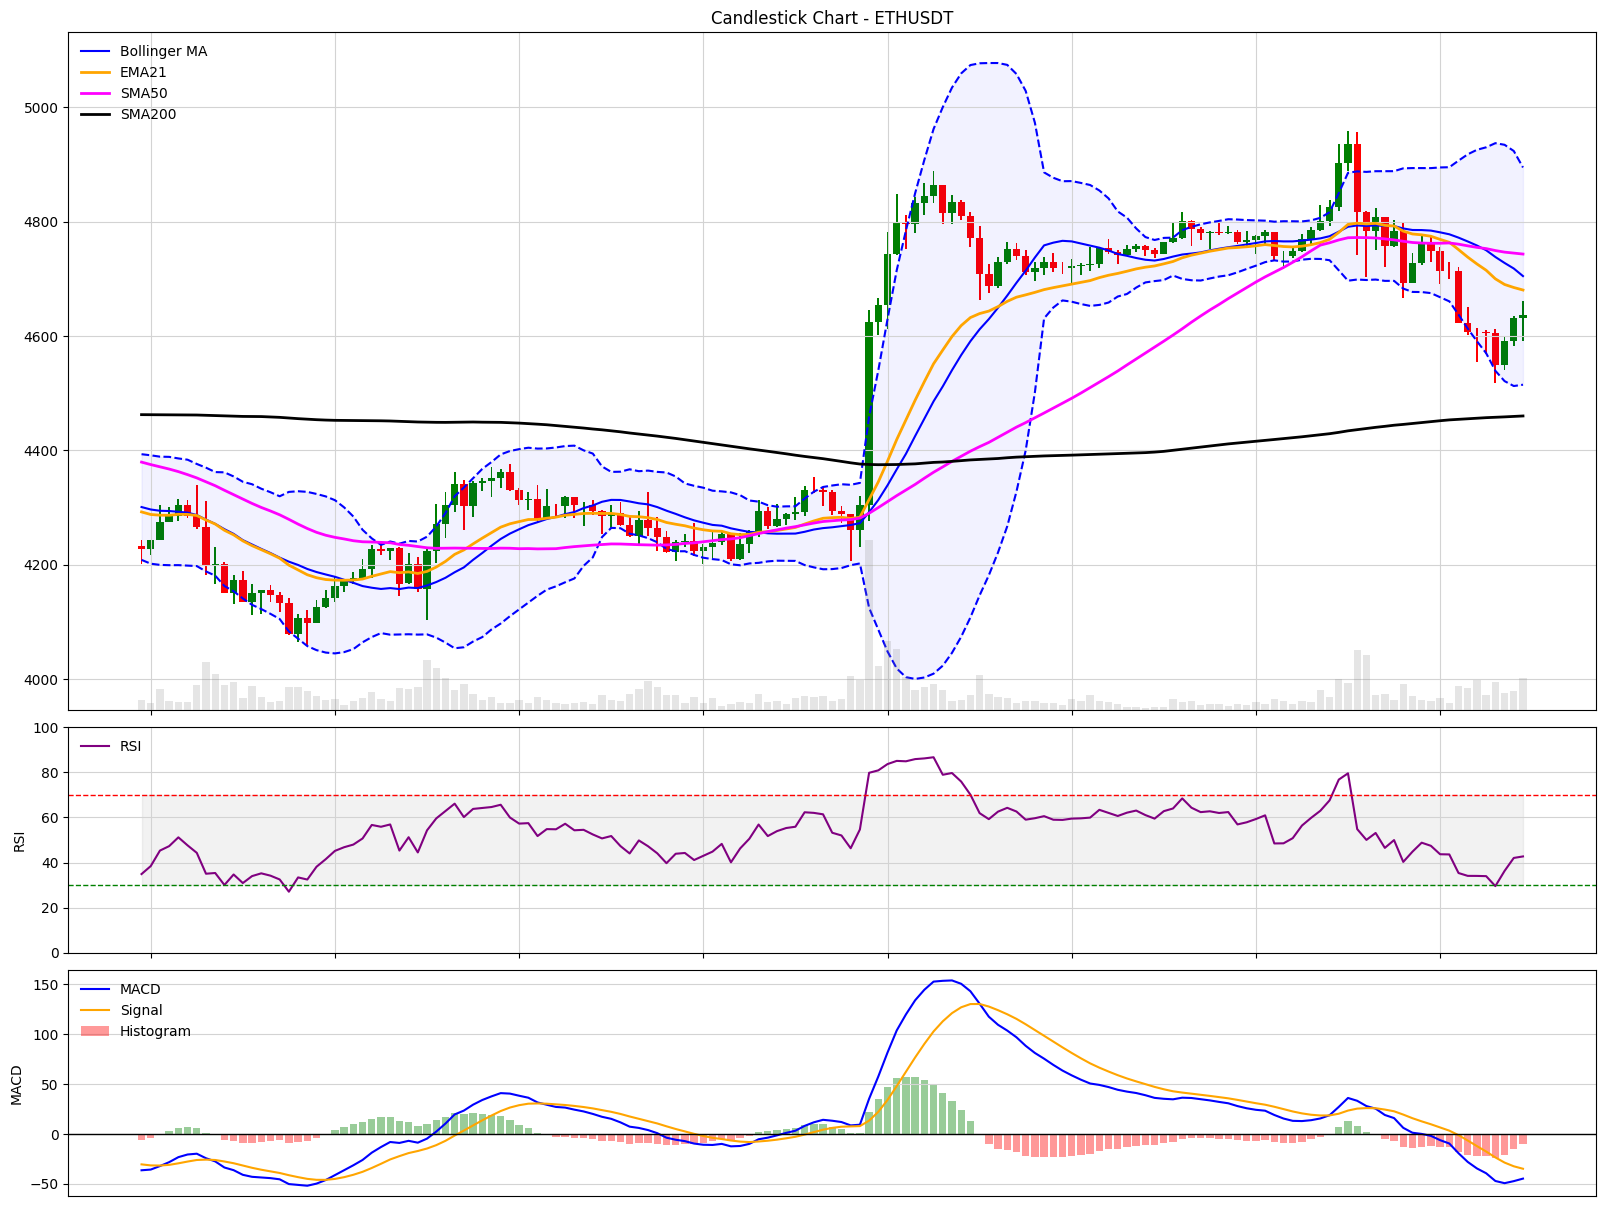 Candlestick Chart - ETHUSDT
Bollinger MA
EMA21
SMA50
SMA200
5000
4800
4600
4400
4200
4000
RSI
100
80
60
40
20
0
RSI
MACD
Signal
Histogram
150
100
50
0
−50
MACD